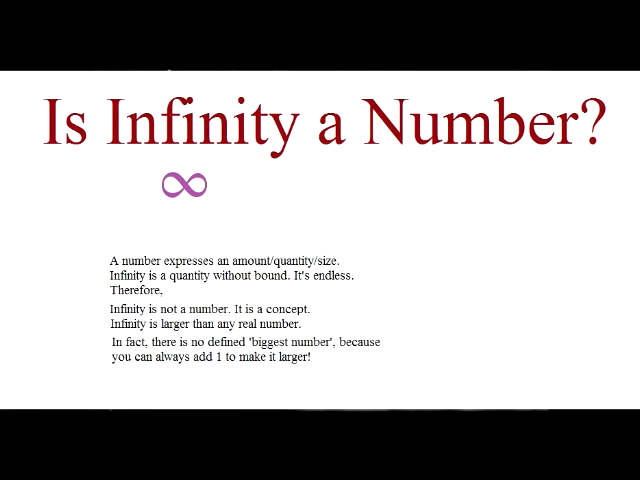 Is Infinity a Number?
∞
A number expresses an amount/quantity/size.
Infinity is a quantity without bound. It's endless.
Therefore,
Infinity is not a number. It is a concept.
Infinity is larger than any real number.
In fact, there is no defined 'biggest number', because
you can always add 1 to make it larger!